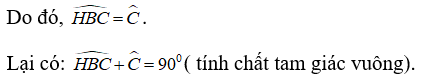 Do đó, $\widehat{HBC} = \widehat{C}$.
Lại có: $\widehat{HBC} + \widehat{C} = 90^0$( tính chất tam giác vuông).